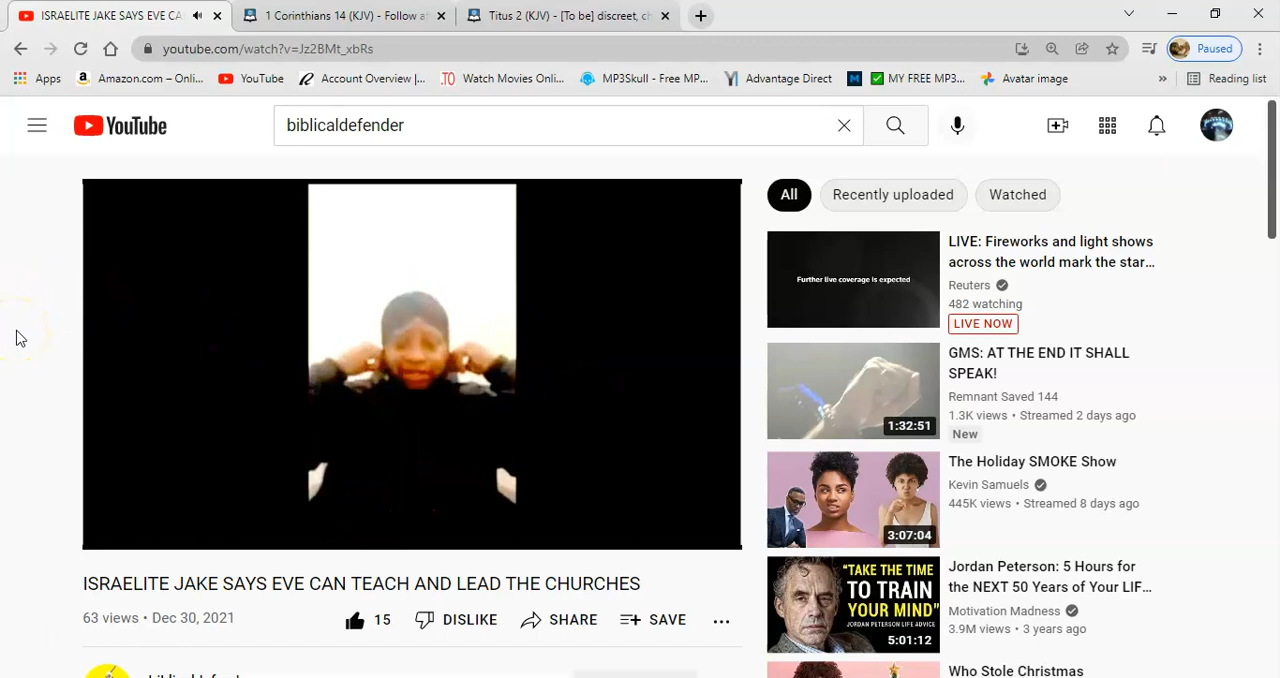 ISRAELITE JAKE SAYS EVE CA
1 Corinthians 14 (KJV) - Follow af
Titus 2 (KJV) - [To be] discreet, ch
youtube.com/watch?v=Jz2BMt_xbRs
Paused
Apps
Amazon.com – Onli...
YouTube
Account Overview |...
Watch Movies Onli...
MP3Skull - Free MP...
Advantage Direct
MY FREE MP3...
Avatar image
»
Reading list
YouTube
biblicaldefender
All
Recently uploaded
Watched
Further live coverage is expected
LIVE: Fireworks and light shows
across the world mark the star...
Reuters
482 watching
LIVE NOW
1:32:51
GMS: AT THE END IT SHALL
SPEAK!
Remnant Saved 144
1.3K views • Streamed 2 days ago
New
3:07:04
The Holiday SMOKE Show
Kevin Samuels
445K views • Streamed 8 days ago
"TAKE THE TIME
TO TRAIN
YOUR MIND"
JORDAN PETERSON LIFE ADVICE
5:01:12
Jordan Peterson: 5 Hours for
the NEXT 50 Years of Your LIF...
Motivation Madness
3.9M views • 3 years ago
Who Stole Christmas
ISRAELITE JAKE SAYS EVE CAN TEACH AND LEAD THE CHURCHES
63 views • Dec 30, 2021
15
DISLIKE
SHARE
SAVE